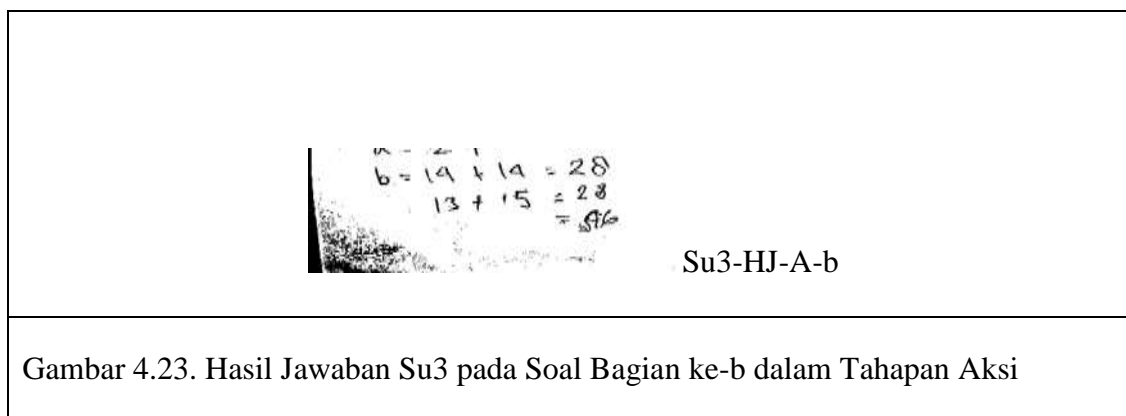 b = 14 + 14 = 28
13 + 15 = 28
= 56
Su3-HJ-A-b
Gambar 4.23. Hasil Jawaban Su3 pada Soal Bagian ke-b dalam Tahapan Aksi